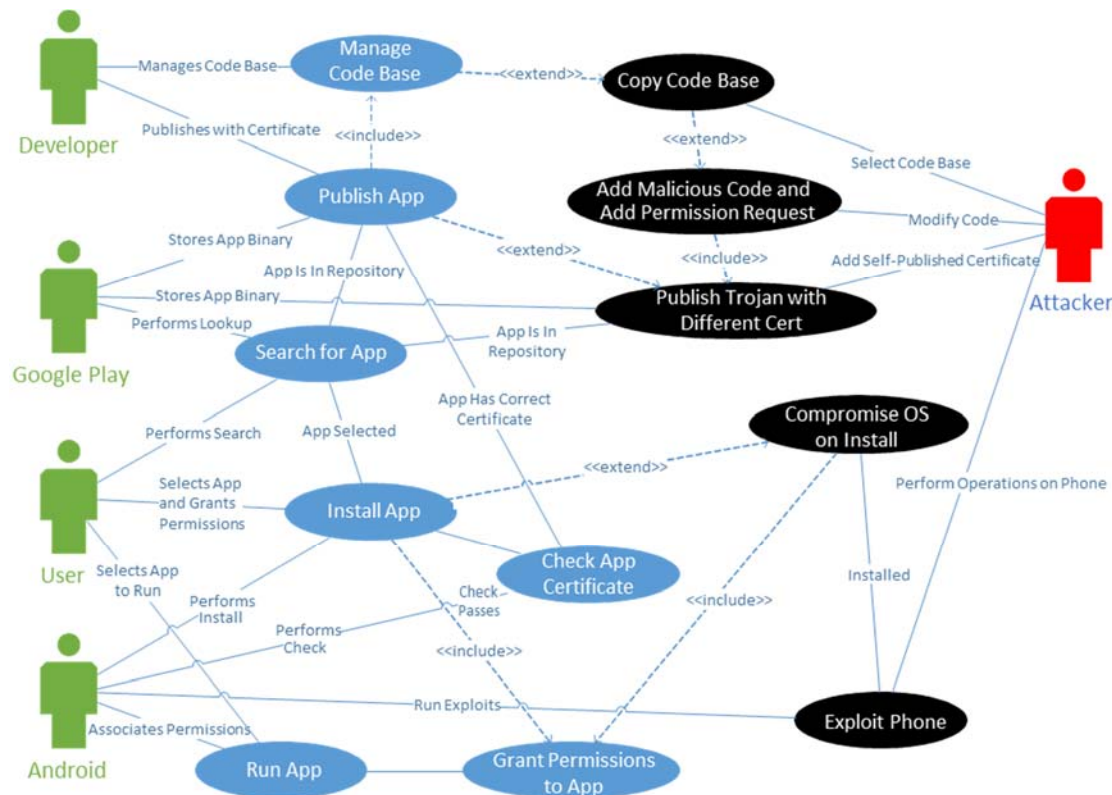 Manage
Code Base
Manages Code Base
<<extend>>
Copy Code Base
Developer
Publishes with Certificate
<<include>>
<<extend>>
Select Code Base
Publish App
Add Malicious Code and
Add Permission Request
Modify Code
Stores App Binary
<<extend>>
<<include>>
App Is In Repository
Add Self-Published Certificate
Stores App Binary
Publish Trojan with
Different Cert
Attacker
Performs Lookup
App Is In
Repository
Search for App
Google Play
App Has Correct
Certificate
Compromise OS
on Install
Performs Search
App Selected
<<extend>>
Selects App
and Grants
Permissions
Install App
Perform Operations on Phone
User
Selects App
to Run
Check App
Certificate
Installed
Performs
Install
Check
Passes
<<include>>
Performs
Check
<<include>>
Run Exploits
Exploit Phone
Associates Permissions
Android
Run App
Grant Permissions
to App